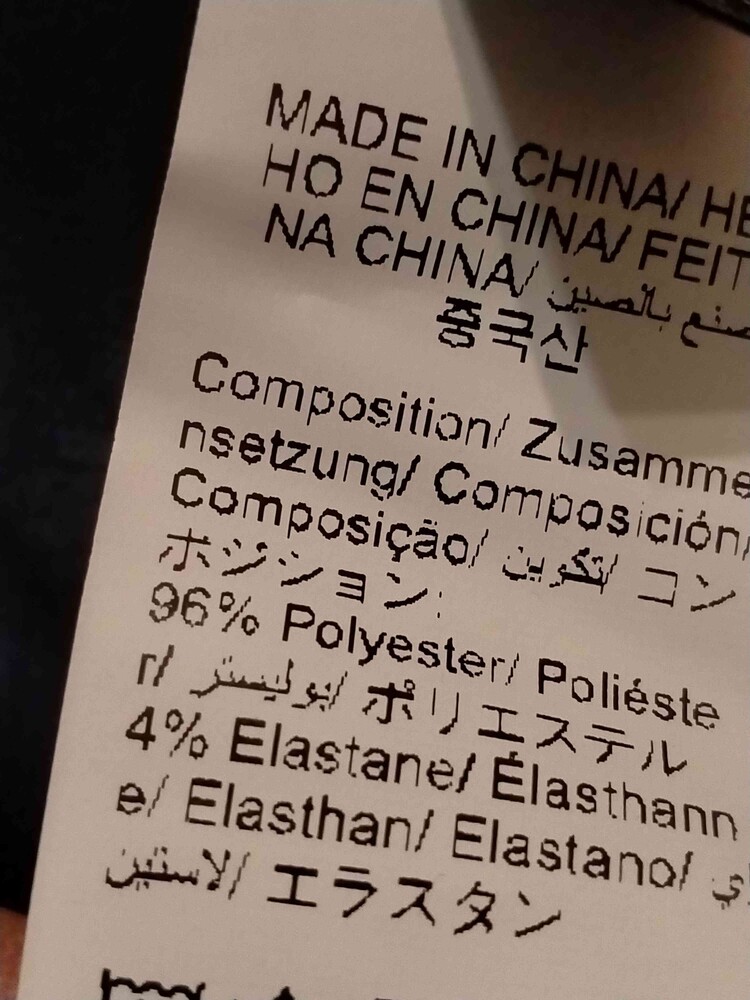 MADE IN CHINA/ HE
HO EN CHINA/ FEIT
NA CHINA/ صنع بالصين
중국산
Composition/ Zusamme
nsetzung/ Composición/
Composição/ تكوين/ コン
ポジション:
96% Polyester/ Poliéste
r/ بوليستر/ ポリエステル
4% Elastane/ Élasthann
e/ Elasthan/ Elastano/
لاستين/ エラスタン